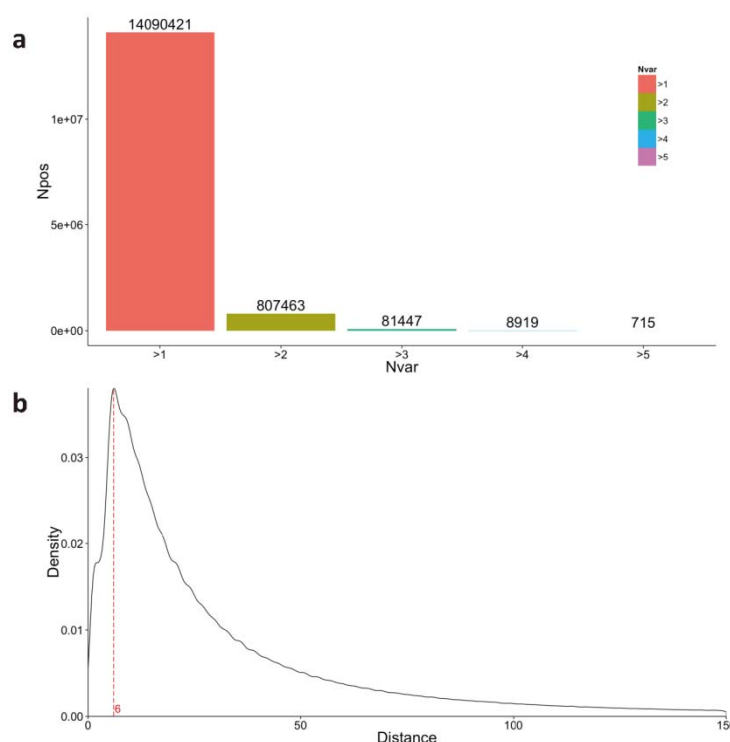 a
14090421
807463
81447
8919
715
1e+07
5e+06
0e+00
Npos
>1
>2
>3
>4
>5
Nvar
Nvar
>1
>2
>3
>4
>5
b
0.03
0.02
0.01
0.00
Density
6
0
50
100
150
Distance